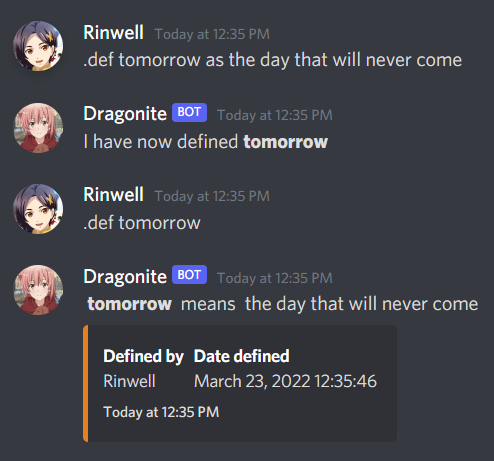 Rinwell Today at 12:35 PM
.def tomorrow as the day that will never come
Dragonite BOT Today at 12:35 PM
I have now defined tomorrow
Rinwell Today at 12:35 PM
.def tomorrow
Dragonite BOT Today at 12:35 PM
tomorrow means the day that will never come
Defined by Date defined
Rinwell March 23, 2022 12:35:46
Today at 12:35 PM